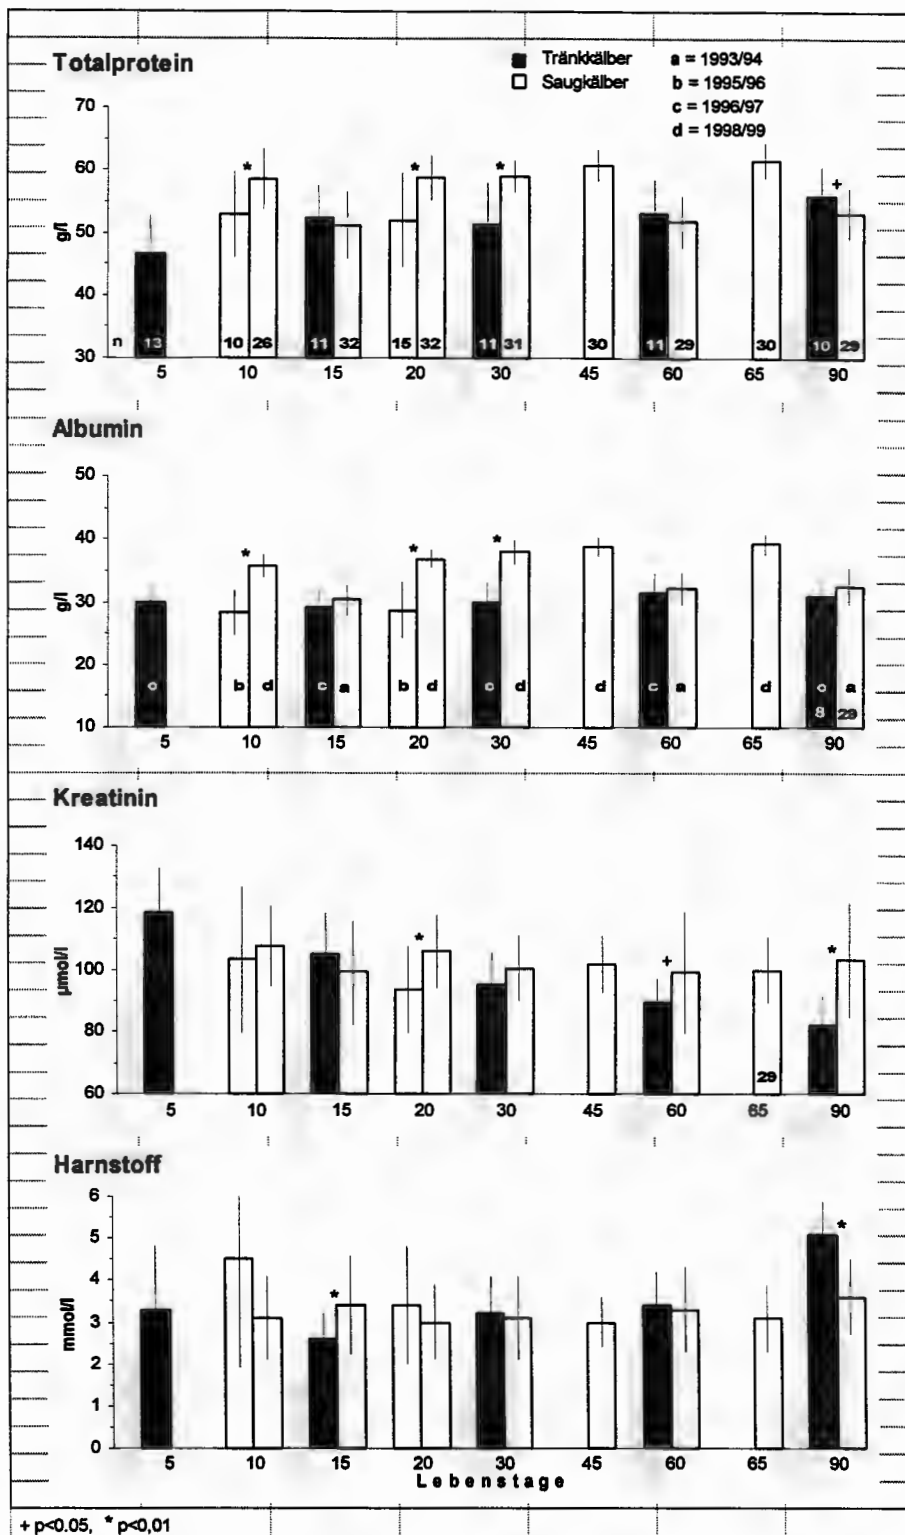 Totalprotein
Tränkkälber a = 1993/94
Saugkälber b = 1995/96
c = 1996/97
d = 1998/99
70
60
50
40
30
g/l
* * * +
n 13 10 26 11 32 15 32 11 31 30 11 29 30 10 29
5 10 15 20 30 45 60 65 90
Albumin
50
40
30
20
10
g/l
* * *
c b d c a b d c d d c a d c a
8 29
5 10 15 20 30 45 60 65 90
Kreatinin
140
120
100
80
60
µmol/l
* + *
29
5 10 15 20 30 45 60 65 90
Harnstoff
6
5
4
3
2
1
0
mmol/l
* *
5 10 15 20 30 45 60 65 90
Lebenstage
+ p<0.05, * p<0,01